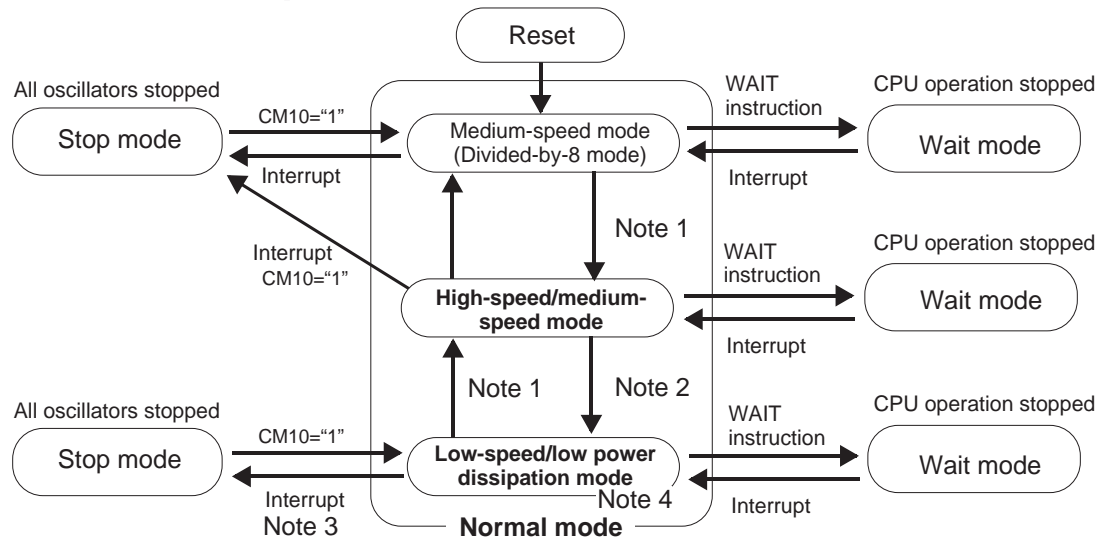 Reset
All oscillators stopped
Stop mode
CM10=“1”
Interrupt
Medium-speed mode
(Divided-by-8 mode)
WAIT
instruction
Interrupt
CPU operation stopped
Wait mode
Note 1
Interrupt
CM10=“1”
High-speed/medium-
speed mode
WAIT
instruction
Interrupt
CPU operation stopped
Wait mode
Note 1
Note 2
All oscillators stopped
Stop mode
CM10=“1”
Interrupt
Note 3
Low-speed/low power
dissipation mode
Note 4
WAIT
instruction
Interrupt
CPU operation stopped
Wait mode
Normal mode